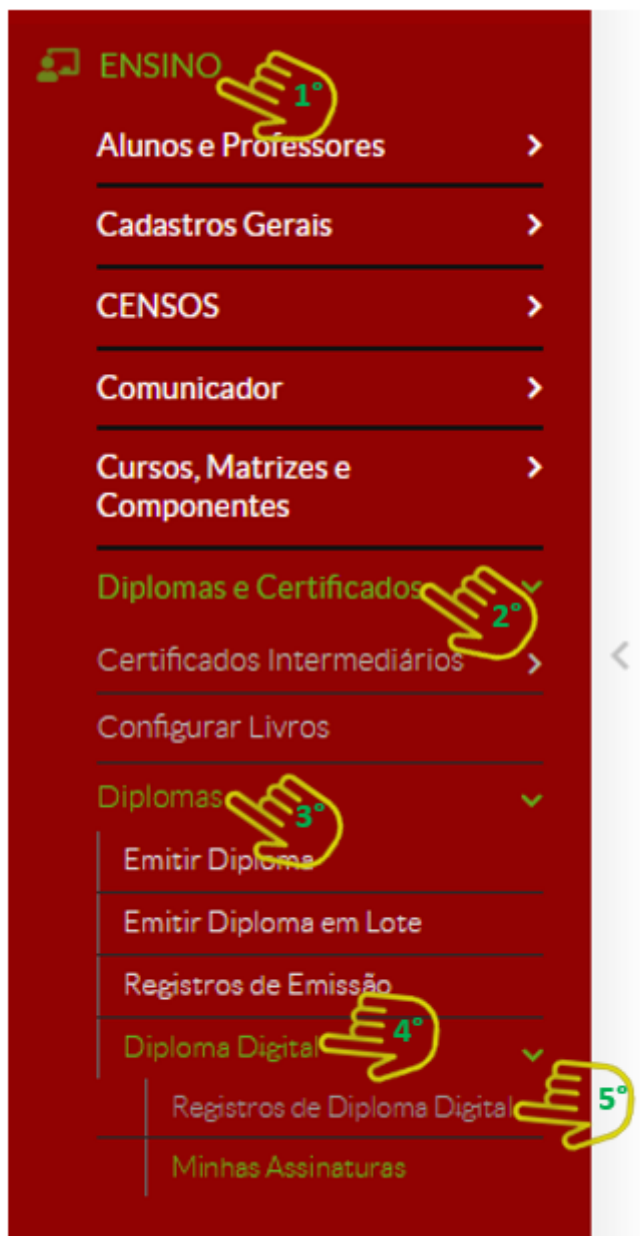 ENSINO
1°
Alunos e Professores
Cadastros Gerais
CENSOS
Comunicador
Cursos, Matrizes e
Componentes
Diplomas e Certificados
2°
Certificados Intermediários
Configurar Livros
Diplomas
3°
Emitir Diploma
Emitir Diploma em Lote
Registros de Emissão
Diploma Digital
4°
Registros de Diploma Digital
5°
Minhas Assinaturas